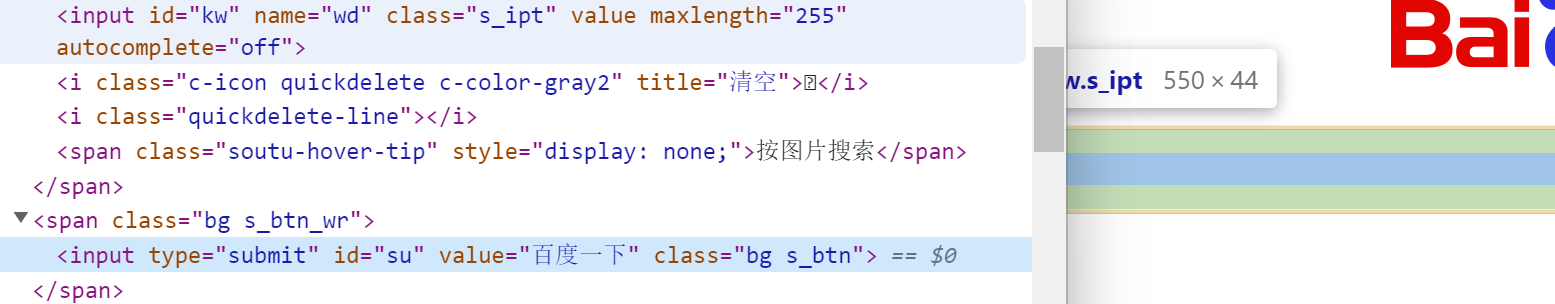 <input id="kw" name="wd" class="s_ipt" value maxlength="255"
autocomplete="off">
<i class="c-icon quickdelete c-color-gray2" title="清空"></i>
<i class="quickdelete-line"></i>
<span class="soutu-hover-tip" style="display: none;">按图片搜索</span>
</span>
<span class="bg s_btn_wr">
<input type="submit" id="su" value="百度一下" class="bg s_btn"> == $0
</span>
Bai
w.s_ipt 550 × 44